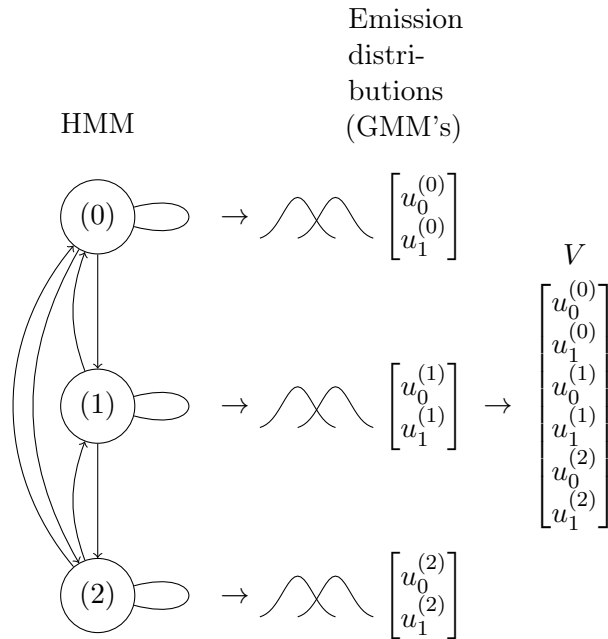 Emission
distri-
butions
(GMM's)
HMM
(0) → [u_0^{(0)}
u_1^{(0)}]
(1) → [u_0^{(1)}
u_1^{(1)}] →
(2) → [u_0^{(2)}
u_1^{(2)}]
V
[u_0^{(0)}
u_1^{(0)}
u_0^{(1)}
u_1^{(1)}
u_0^{(2)}
u_1^{(2)}]